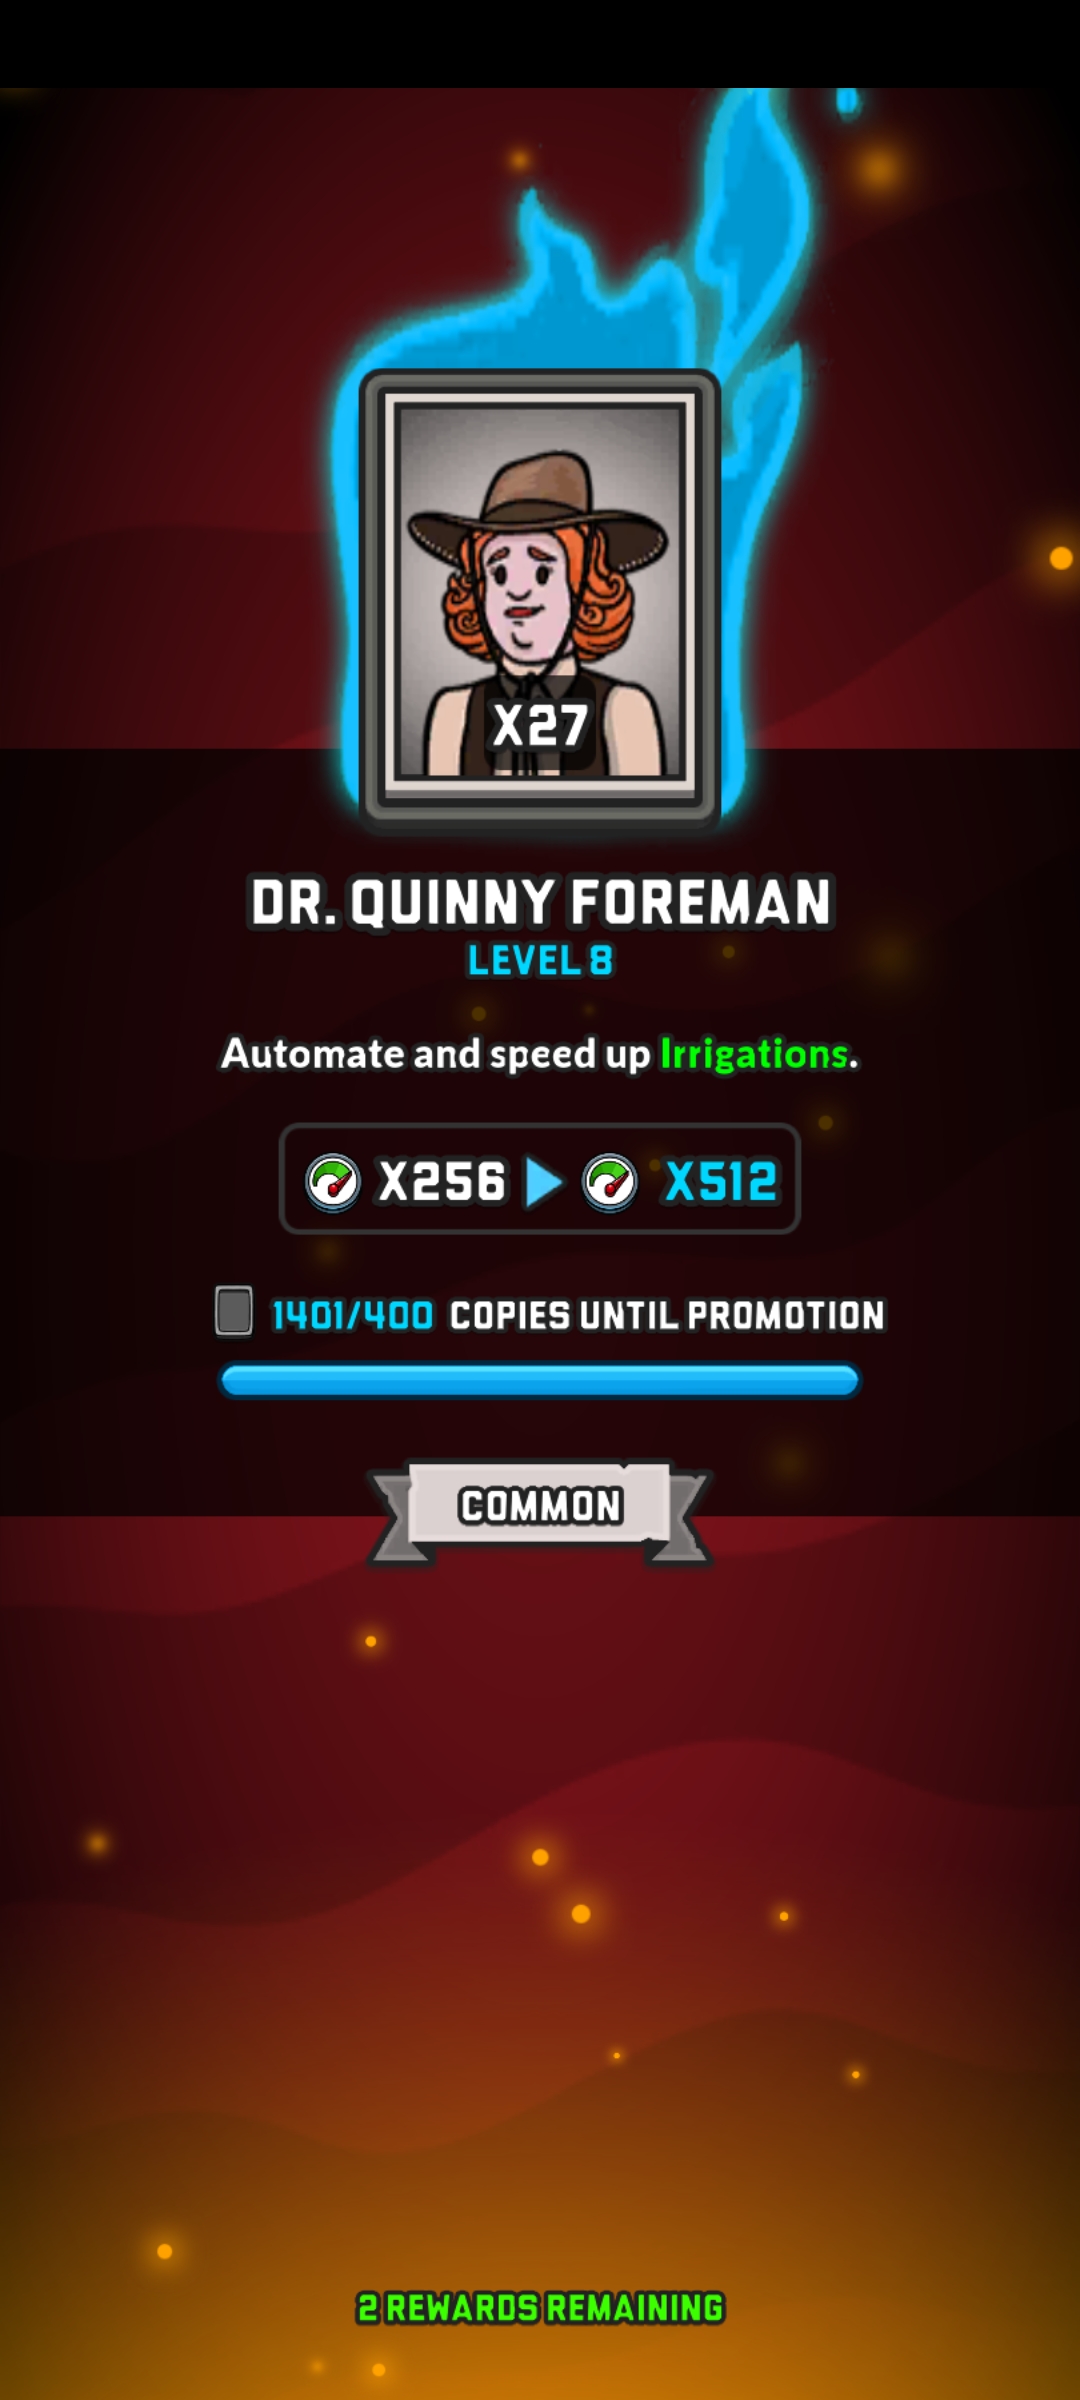 X27
DR. QUINNY FOREMAN
LEVEL 8
Automate and speed up Irrigations.
X256 X512
1401/400 COPIES UNTIL PROMOTION
COMMON
2 REWARDS REMAINING